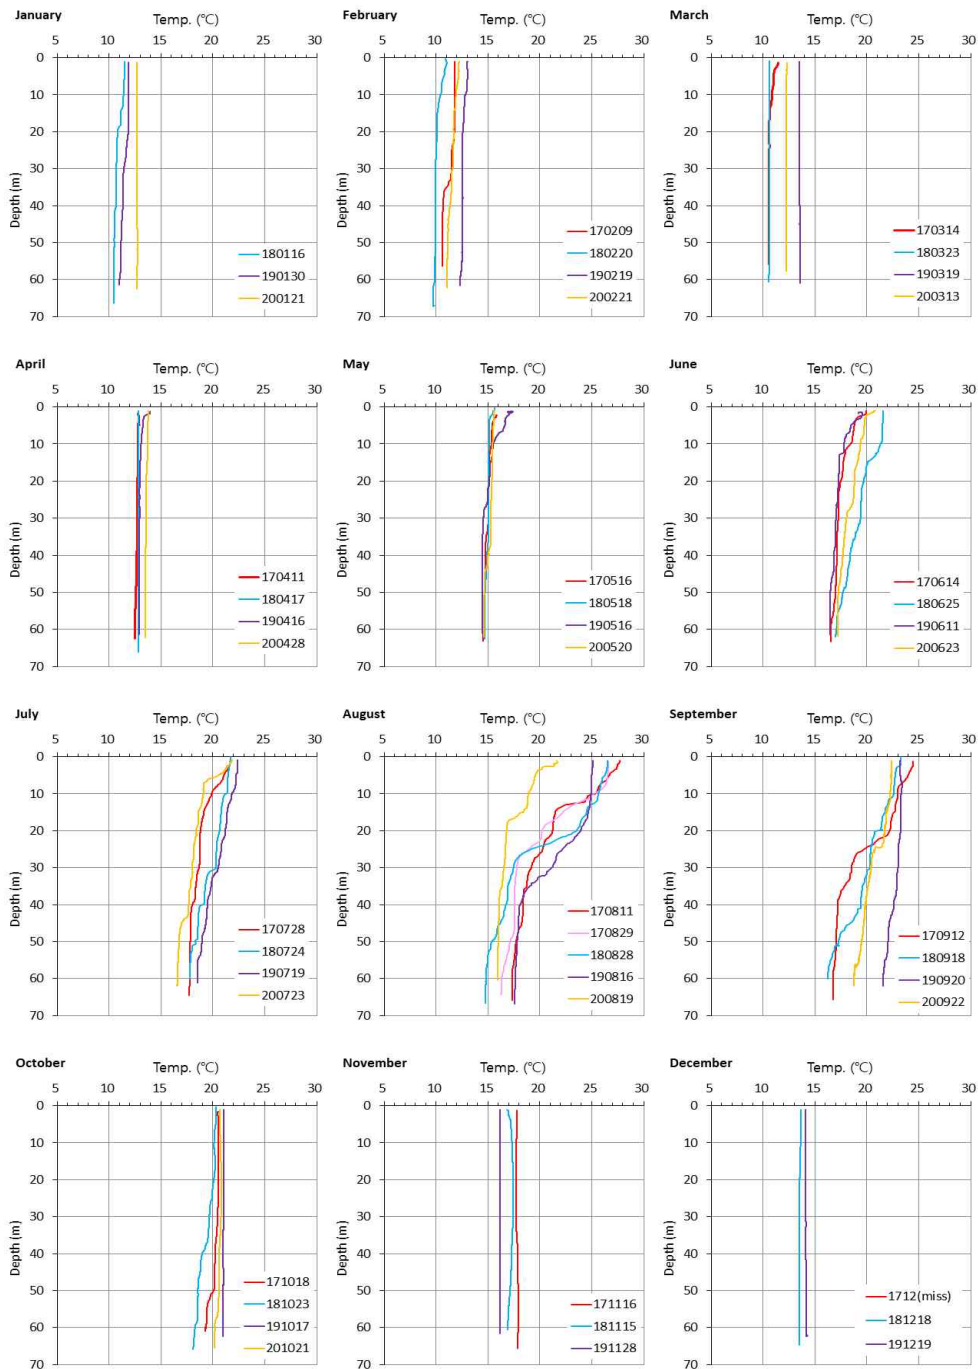 January
Temp. (℃)
5 10 15 20 25 30
0
10
20
30
40
50
60
70
Depth (m)
180116
190130
200121
February
Temp. (℃)
5 10 15 20 25 30
0
10
20
30
40
50
60
70
Depth (m)
170209
180220
190219
200221
March
Temp. (℃)
5 10 15 20 25 30
0
10
20
30
40
50
60
70
Depth (m)
170314
180323
190319
200313
April
Temp. (℃)
5 10 15 20 25 30
0
10
20
30
40
50
60
70
Depth (m)
170411
180417
190416
200428
May
Temp. (℃)
5 10 15 20 25 30
0
10
20
30
40
50
60
70
Depth (m)
170516
180518
190516
200520
June
Temp. (℃)
5 10 15 20 25 30
0
10
20
30
40
50
60
70
Depth (m)
170614
180625
190611
200623
July
Temp. (℃)
5 10 15 20 25 30
0
10
20
30
40
50
60
70
Depth (m)
170728
180724
190719
200723
August
Temp. (℃)
5 10 15 20 25 30
0
10
20
30
40
50
60
70
Depth (m)
170811
170829
180828
190816
200819
September
Temp. (℃)
5 10 15 20 25 30
0
10
20
30
40
50
60
70
Depth (m)
170912
180918
190920
200922
October
Temp. (℃)
5 10 15 20 25 30
0
10
20
30
40
50
60
70
Depth (m)
171018
181023
191017
201021
November
Temp. (℃)
5 10 15 20 25 30
0
10
20
30
40
50
60
70
Depth (m)
171116
181115
191128
December
Temp. (℃)
5 10 15 20 25 30
0
10
20
30
40
50
60
70
Depth (m)
1712(miss)
181218
191219